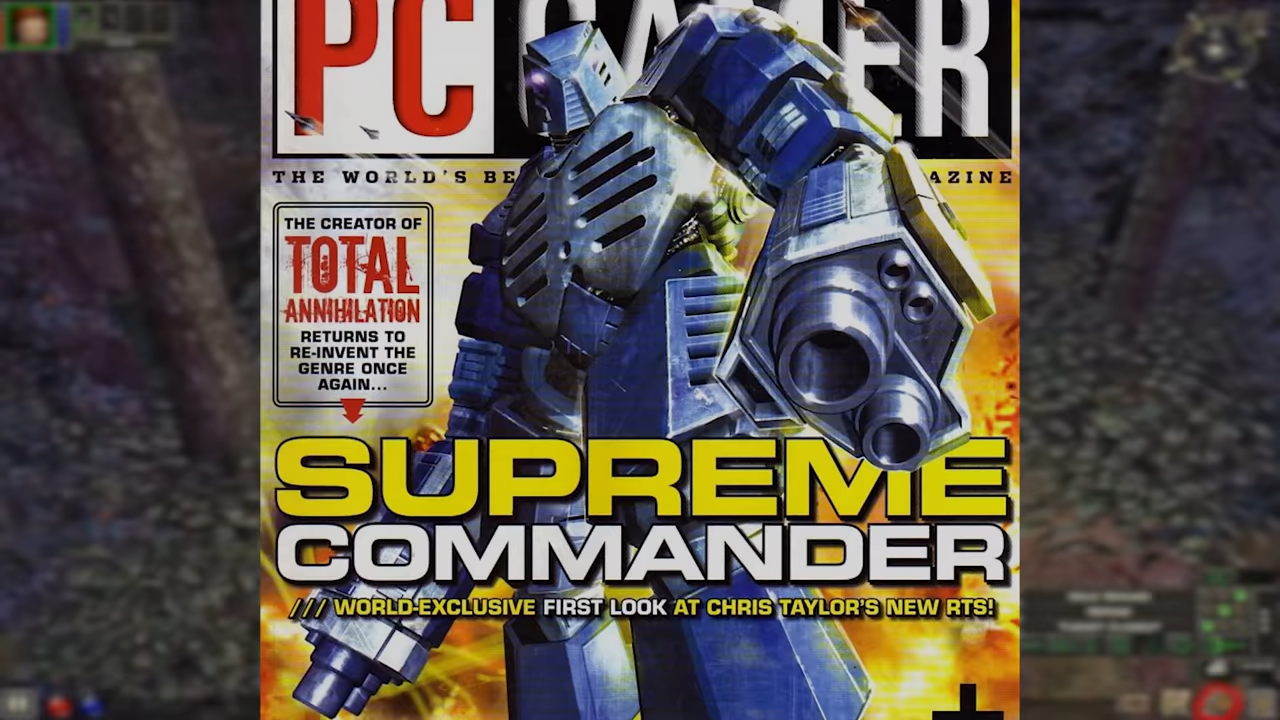 PC GAMER
THE WORLD'S BE AZINE
THE CREATOR OF
TOTAL
ANNIHILATION
RETURNS TO
RE-INVENT THE
GENRE ONCE
AGAIN...
SUPREME
COMMANDER
/// WORLD-EXCLUSIVE FIRST LOOK AT CHRIS TAYLOR'S NEW RTS!